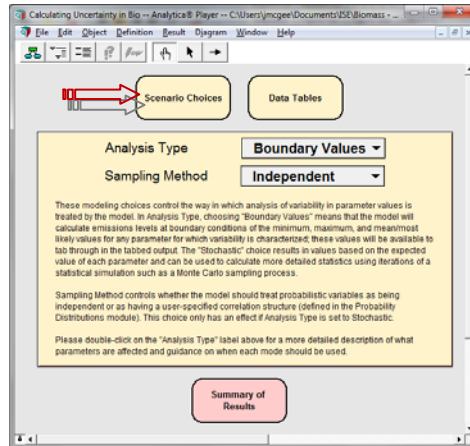 Calculating Uncertainty in Bio -- Analytica® Player -- C:\Users\jmcgee\Documents\ISE\Biomass - ...
File Edit Object Definition Result Diagram Window Help
Scenario Choices Data Tables
Analysis Type Boundary Values
Sampling Method Independent
These modeling choices control the way in which analysis of variability in parameter values is
treated by the model. In Analysis Type, choosing "Boundary Values" means that the model will
calculate emissions levels at boundary conditions of the minimum, maximum, and mean/most
likely values for any parameter for which variability is characterized; these values will be available to
tab through in the tabbed output. The "Stochastic" choice results in values based on the expected
value of each parameter and can be used to calculate more detailed statistics using iterations of a
statistical simulation such as a Monte Carlo sampling process.
Sampling Method controls whether the model should treat probabilistic variables as being
independent or as having a user-specified correlation structure (defined in the Probability
Distributions module). This choice only has an effect if Analysis Type is set to Stochastic.
Please double-click on the "Analysis Type" label above for a more detailed description of what
parameters are affected and guidance on when each mode should be used.
Summary of
Results